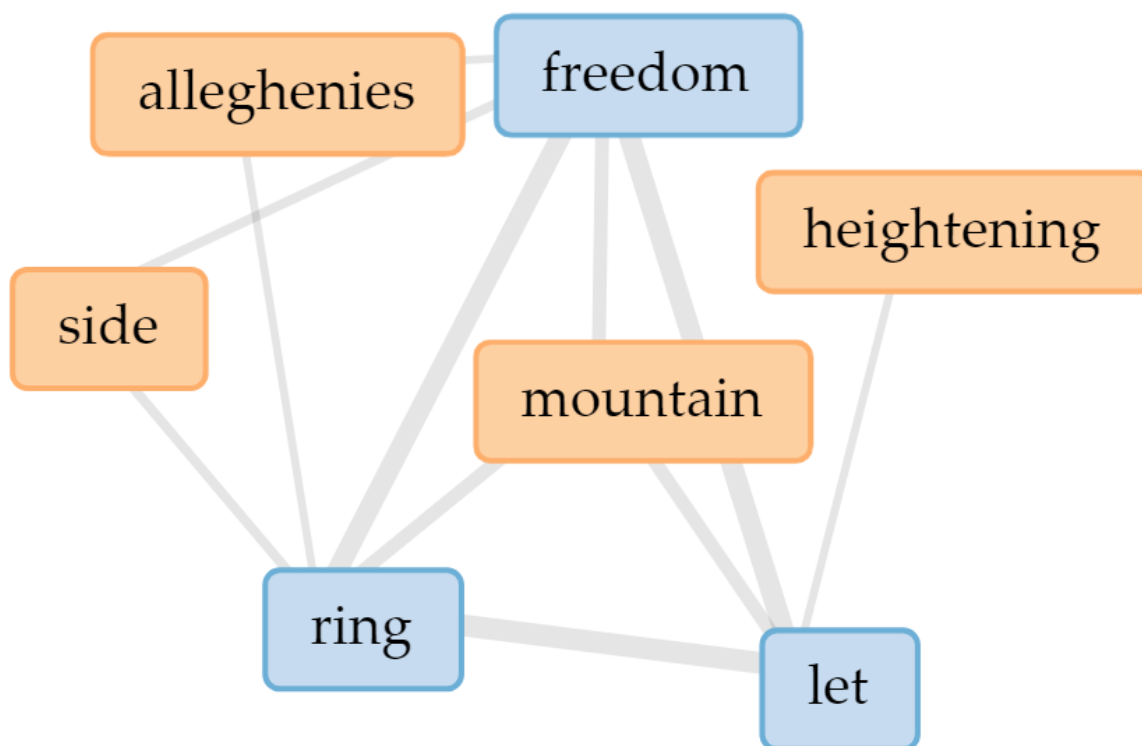 freedom
alleghenies
heightening
side
mountain
ring
let